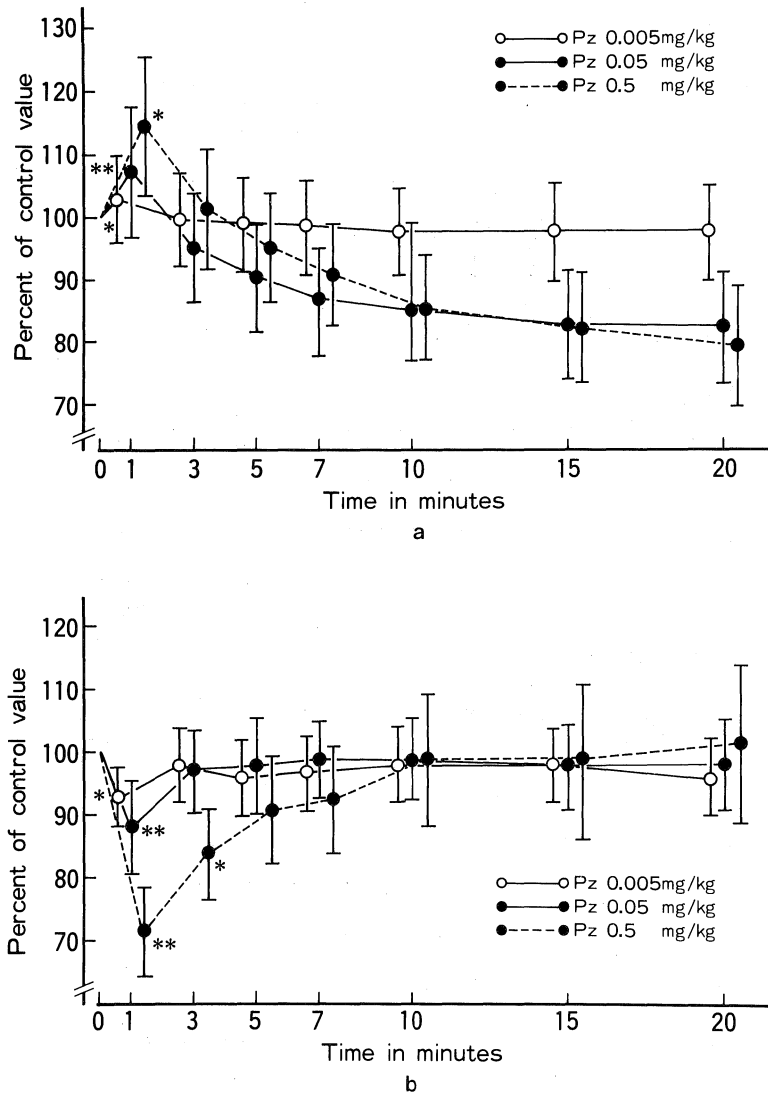 130
120
110
100
90
80
70
Percent of control value
Pz 0.005mg/kg
Pz 0.05 mg/kg
Pz 0.5 mg/kg
*
**
*
0 1 3 5 7 10 15 20
Time in minutes
a
120
110
100
90
80
70
Percent of control value
*
**
*
**
Pz 0.005mg/kg
Pz 0.05 mg/kg
Pz 0.5 mg/kg
0 1 3 5 7 10 15 20
Time in minutes
b